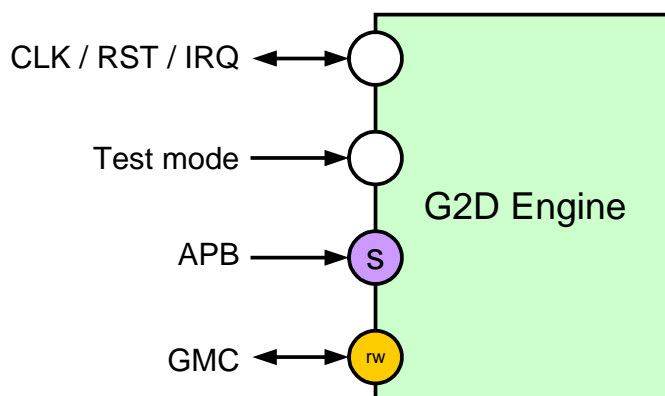 CLK / RST / IRQ
Test mode
G2D Engine
APB
S
GMC
rw